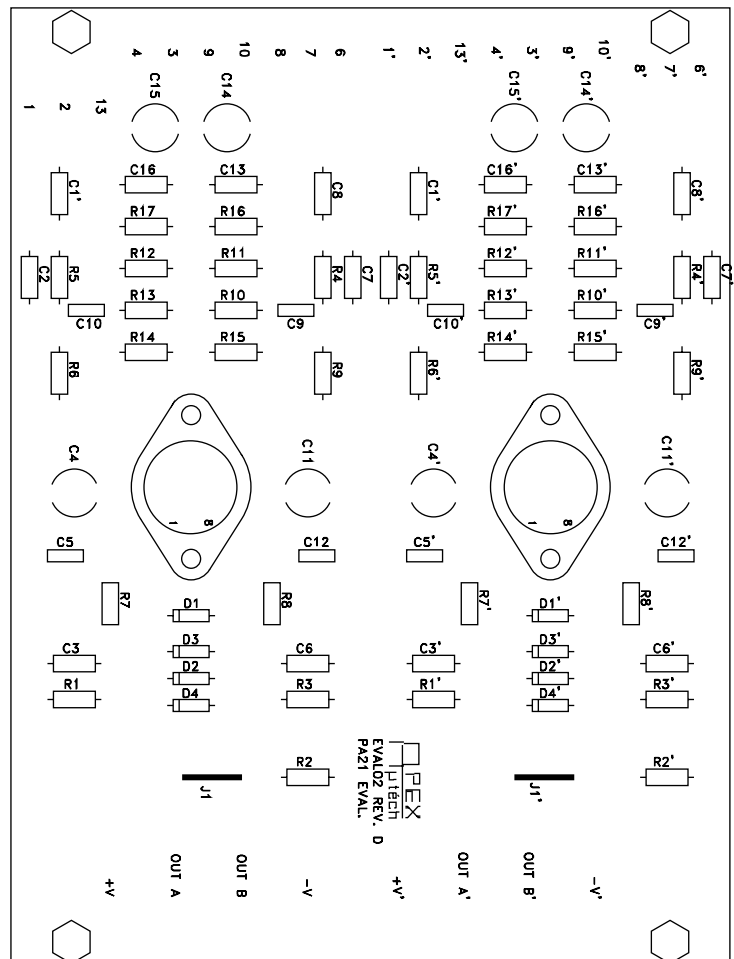 4 3 9 10 8 7 6 1' 2' 13' 4' 3' 9' 10' 8' 7' 6'
1 2 13
C15 C14 C15' C14'
C16 C13 C16' C13'
C1' C8 C1' C8'
R17 R16 R17' R16'
R12 R11 R12' R11'
C2 R5 R4 C7 C2' R5' R4' C7'
R13 R10 R13' R10'
C10 C9 C10' C9'
R14 R15 R14' R15'
R6 R9 R6' R9'
C4 C11 C4' C11'
1 8 1 8
C5 C12 C5' C12'
R7 R8 R7' R8'
D1 D1'
D3 D3'
C3 C6 C3' C6'
D2 D2'
R1 D4 R3 R1' D4' R3'
R2 R2'
J1 J1'
APEX
μtech
EVAL02 REV. D
PA21 EVAL.
+V OUT A OUT B -V +V' OUT A' OUT B' -V'